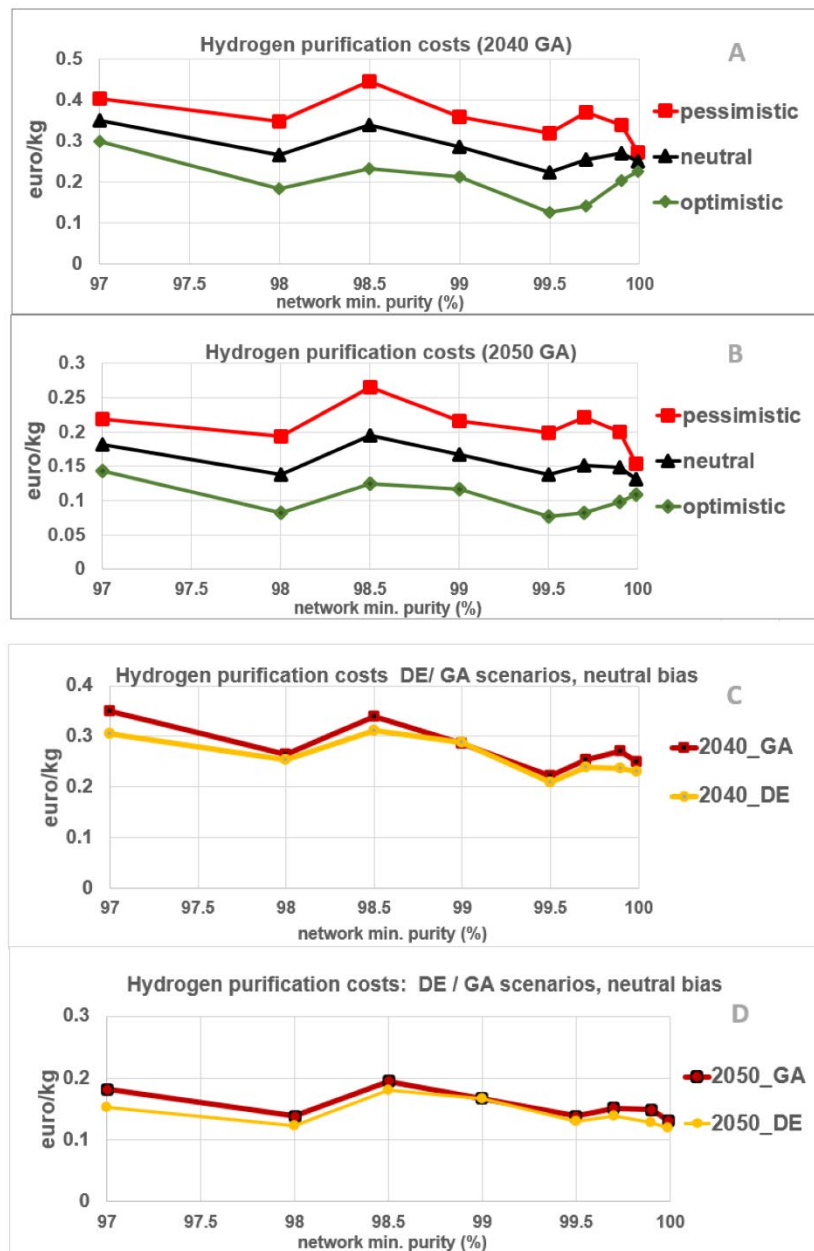 Hydrogen purification costs (2040 GA)
A
0.5
0.4
0.3
0.2
0.1
0
euro/kg
97 97.5 98 98.5 99 99.5 100
network min. purity (%)
pessimistic
neutral
optimistic
Hydrogen purification costs (2050 GA)
B
0.3
0.25
0.2
0.15
0.1
0.05
0
euro/kg
97 97.5 98 98.5 99 99.5 100
network min. purity (%)
pessimistic
neutral
optimistic
Hydrogen purification costs DE/ GA scenarios, neutral bias
C
0.4
0.3
0.2
0.1
0
euro/kg
97 97.5 98 98.5 99 99.5 100
network min. purity (%)
2040_GA
2040_DE
Hydrogen purification costs: DE / GA scenarios, neutral bias
D
0.3
0.2
0.1
0
euro/kg
97 97.5 98 98.5 99 99.5 100
network min. purity (%)
2050_GA
2050_DE